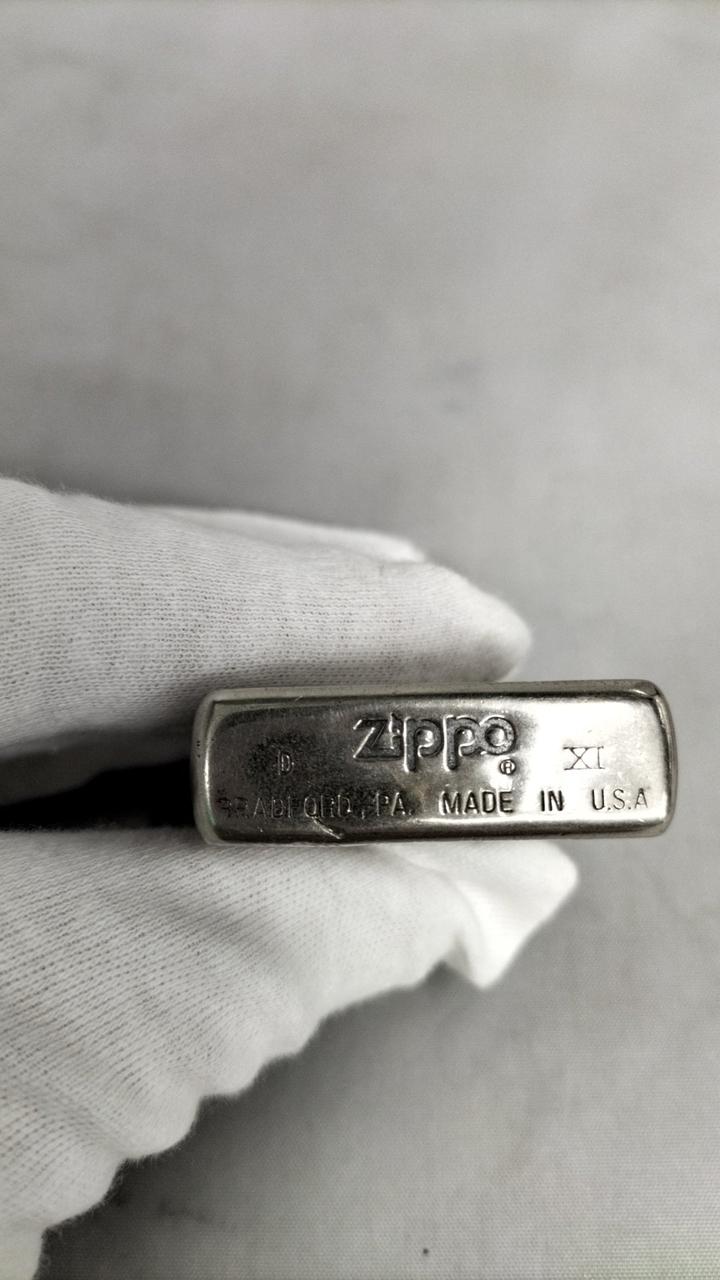 zippo
®
D XI
BRADFORD, PA. MADE IN U.S.A